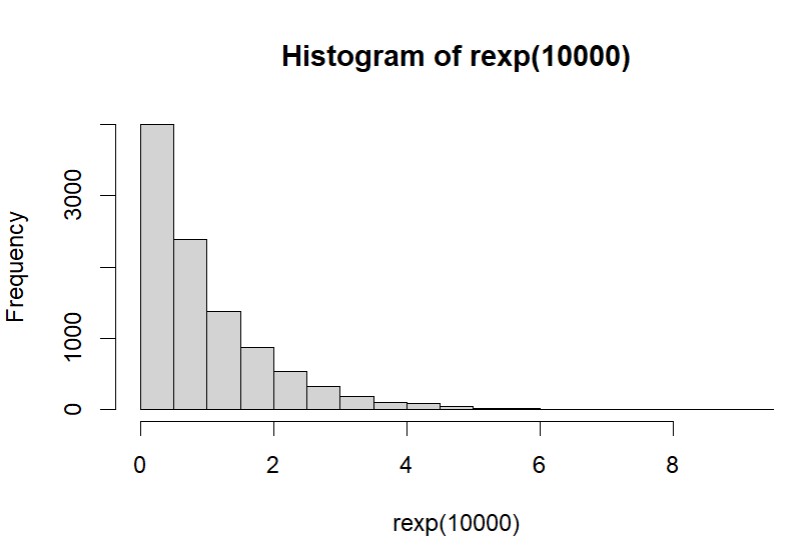 Histogram of rexp(10000)
Frequency
3000
1000
0
0 2 4 6 8
rexp(10000)